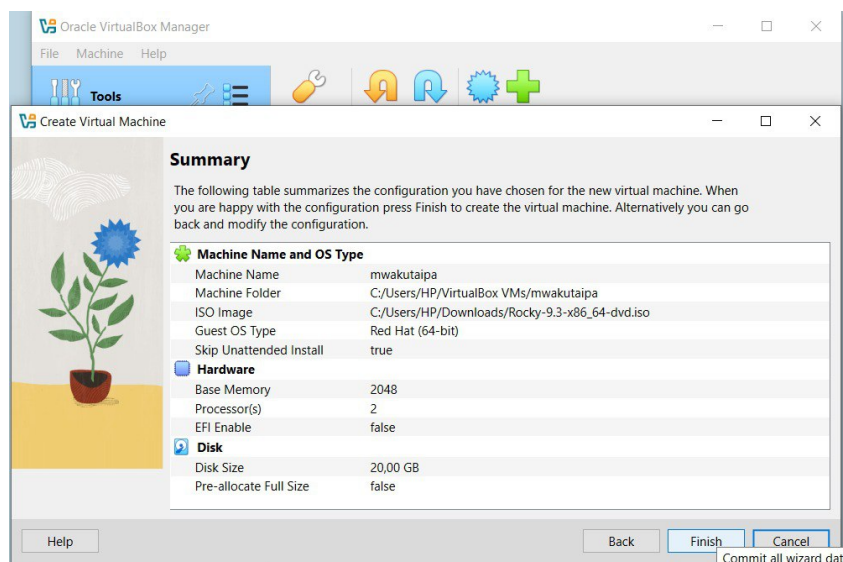 Oracle VirtualBox Manager
File Machine Help
Tools
Create Virtual Machine
Summary
The following table summarizes the configuration you have chosen for the new virtual machine. When
you are happy with the configuration press Finish to create the virtual machine. Alternatively you can go
back and modify the configuration.
Machine Name and OS Type
Machine Name mwakutaipa
Machine Folder C:/Users/HP/VirtualBox VMs/mwakutaipa
ISO Image C:/Users/HP/Downloads/Rocky-9.3-x86_64-dvd.iso
Guest OS Type Red Hat (64-bit)
Skip Unattended Install true
Hardware
Base Memory 2048
Processor(s) 2
EFI Enable false
Disk
Disk Size 20,00 GB
Pre-allocate Full Size false
Help Back Finish Cancel
Commit all wizard dat